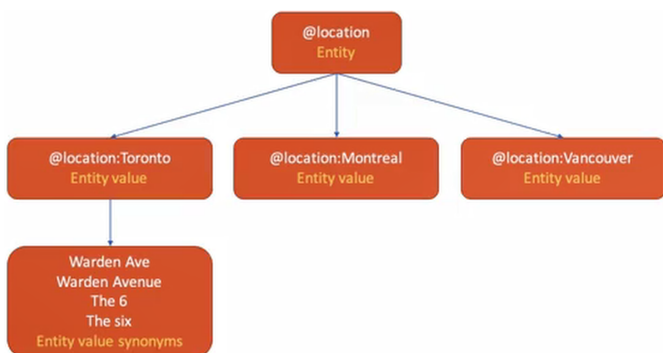 @location
Entity
@location:Toronto
Entity value
@location:Montreal
Entity value
@location:Vancouver
Entity value
Warden Ave
Warden Avenue
The 6
The six
Entity value synonyms